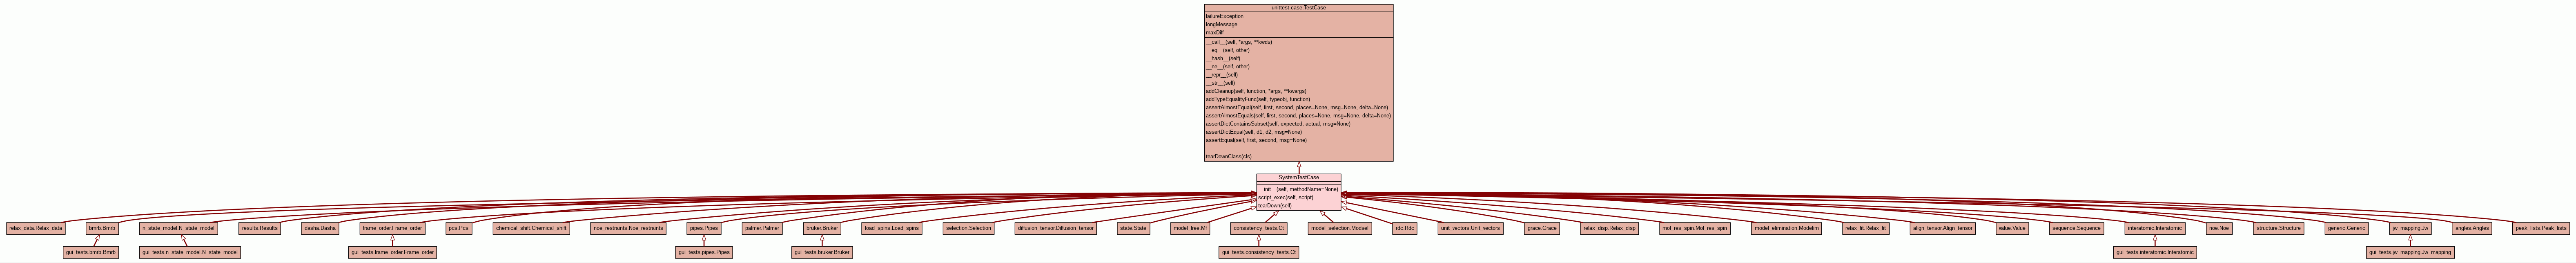 unittest.case.TestCase
failureException
longMessage
maxDiff
__call__(self, *args, **kwds)
__eq__(self, other)
__hash__(self)
__ne__(self, other)
__repr__(self)
__str__(self)
addCleanup(self, function, *args, **kwargs)
addTypeEqualityFunc(self, typeobj, function)
assertAlmostEqual(self, first, second, places=None, msg=None, delta=None)
assertAlmostEquals(self, first, second, places=None, msg=None, delta=None)
assertDictContainsSubset(self, expected, actual, msg=None)
assertDictEqual(self, d1, d2, msg=None)
assertEqual(self, first, second, msg=None)
...
tearDownClass(cls)
SystemTestCase
__init__(self, methodName=None)
script_exec(self, script)
tearDown(self)
relax_data.Relax_data
bmrb.Bmrb
n_state_model.N_state_model
results.Results
dasha.Dasha
frame_order.Frame_order
pcs.Pcs
chemical_shift.Chemical_shift
noe_restraints.Noe_restraints
pipes.Pipes
palmer.Palmer
bruker.Bruker
load_spins.Load_spins
selection.Selection
diffusion_tensor.Diffusion_tensor
state.State
model_free.Mf
consistency_tests.Ct
model_selection.Modsel
rdc.Rdc
unit_vectors.Unit_vectors
grace.Grace
relax_disp.Relax_disp
mol_res_spin.Mol_res_spin
model_elimination.Modelim
relax_fit.Relax_fit
align_tensor.Align_tensor
value.Value
sequence.Sequence
interatomic.Interatomic
noe.Noe
structure.Structure
generic.Generic
jw_mapping.Jw
angles.Angles
peak_lists.Peak_lists
gui_tests.bmrb.Bmrb
gui_tests.n_state_model.N_state_model
gui_tests.frame_order.Frame_order
gui_tests.pipes.Pipes
gui_tests.bruker.Bruker
gui_tests.consistency_tests.Ct
gui_tests.interatomic.Interatomic
gui_tests.jw_mapping.Jw_mapping